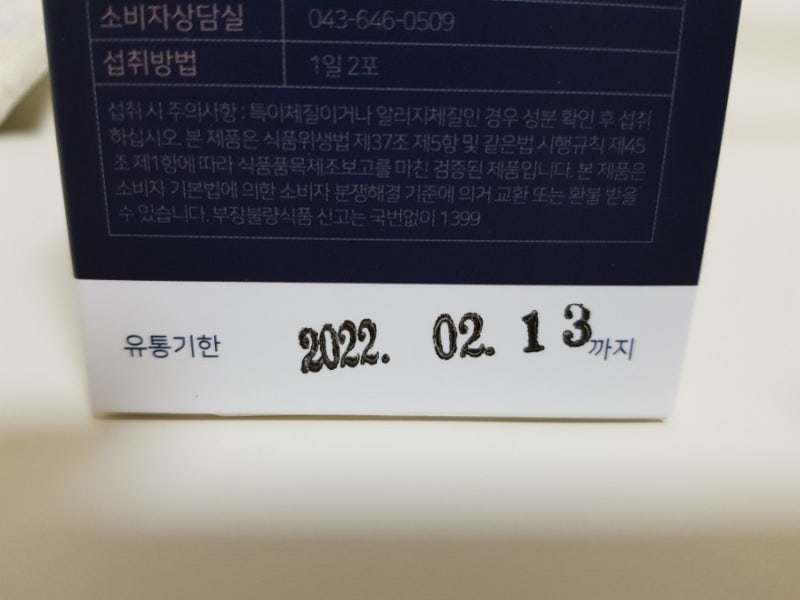 소비자상담실 043-646-0509
섭취방법 1일 2포
섭취 시 주의사항 : 특이체질이거나 알러지체질인 경우 성분 확인 후 섭취
하십시오. 본 제품은 식품위생법 제37조 제5항 및 같은법 시행규칙 제45
조 제1항에 따라 식품품목제조보고를 마친 검증된 제품입니다. 본 제품은
소비자 기본법에 의한 소비자 분쟁해결 기준에 의거 교환 또는 환불 받을
수 있습니다. 부정불량식품 신고는 국번없이 1399
유통기한 2022. 02. 13 까지